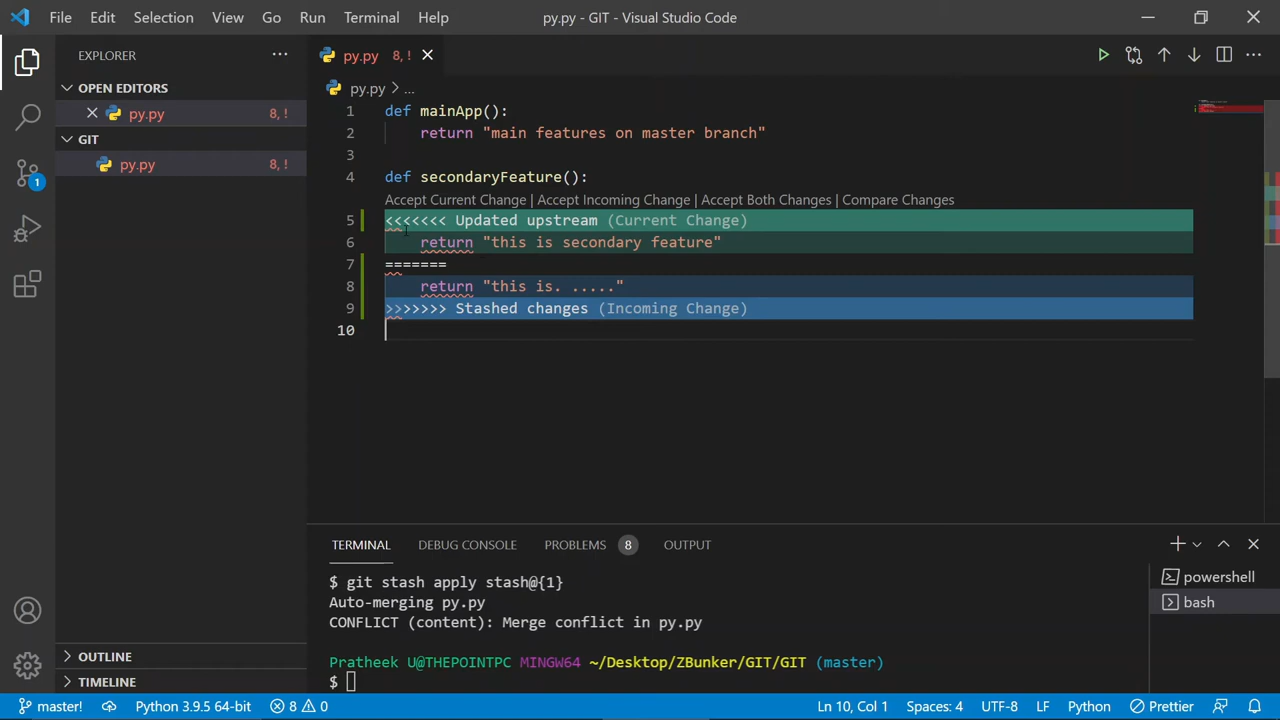 File Edit Selection View Go Run Terminal Help py.py - GIT - Visual Studio Code
EXPLORER
OPEN EDITORS
py.py 8, !
GIT
py.py 8, !
1
OUTLINE
TIMELINE
py.py 8, !
py.py > ...
1 def mainApp():
2 return "main features on master branch"
3
4 def secondaryFeature():
Accept Current Change | Accept Incoming Change | Accept Both Changes | Compare Changes
5 <<<<<<< Updated upstream (Current Change)
6 return "this is secondary feature"
7 =======
8 return "this is. ....."
9 >>>>>>> Stashed changes (Incoming Change)
10
TERMINAL DEBUG CONSOLE PROBLEMS 8 OUTPUT
$ git stash apply stash@{1}
Auto-merging py.py
CONFLICT (content): Merge conflict in py.py
Pratheek U@THEPOINTPC MINGW64 ~/Desktop/ZBunker/GIT/GIT (master)
$
powershell
bash
master! Python 3.9.5 64-bit 8 0 Ln 10, Col 1 Spaces: 4 UTF-8 LF Python Prettier